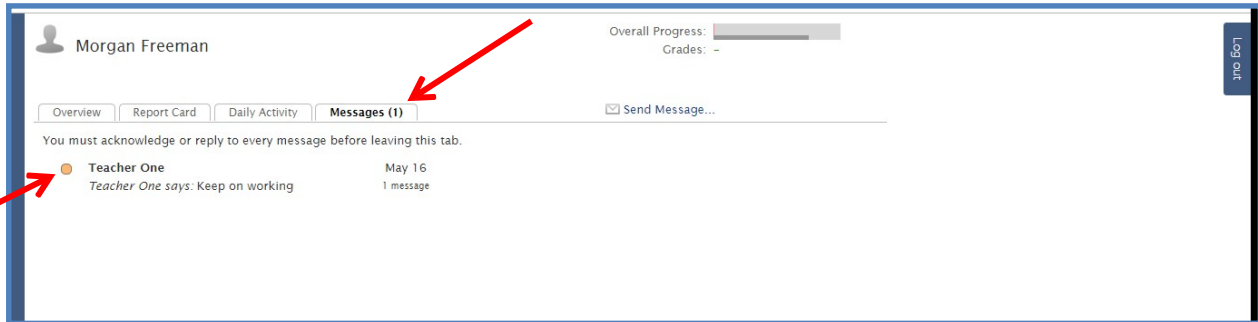 Morgan Freeman
Overall Progress:
Grades: –
Log out
Overview Report Card Daily Activity Messages (1)
Send Message...
You must acknowledge or reply to every message before leaving this tab.
Teacher One May 16
Teacher One says: Keep on working 1 message